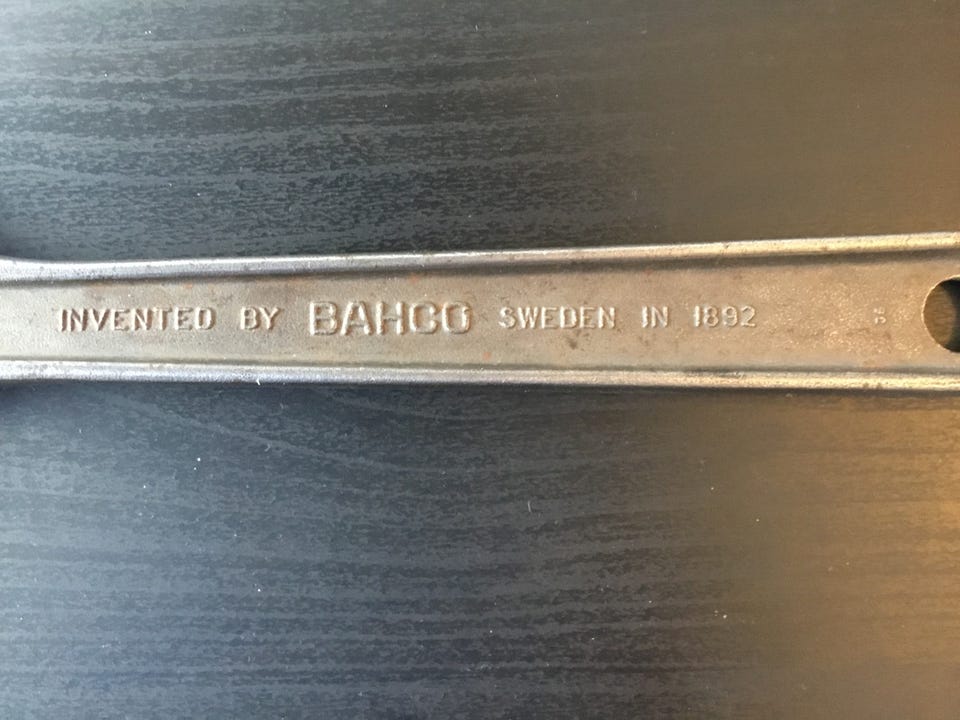 INVENTED BY BAHCO SWEDEN IN 1892